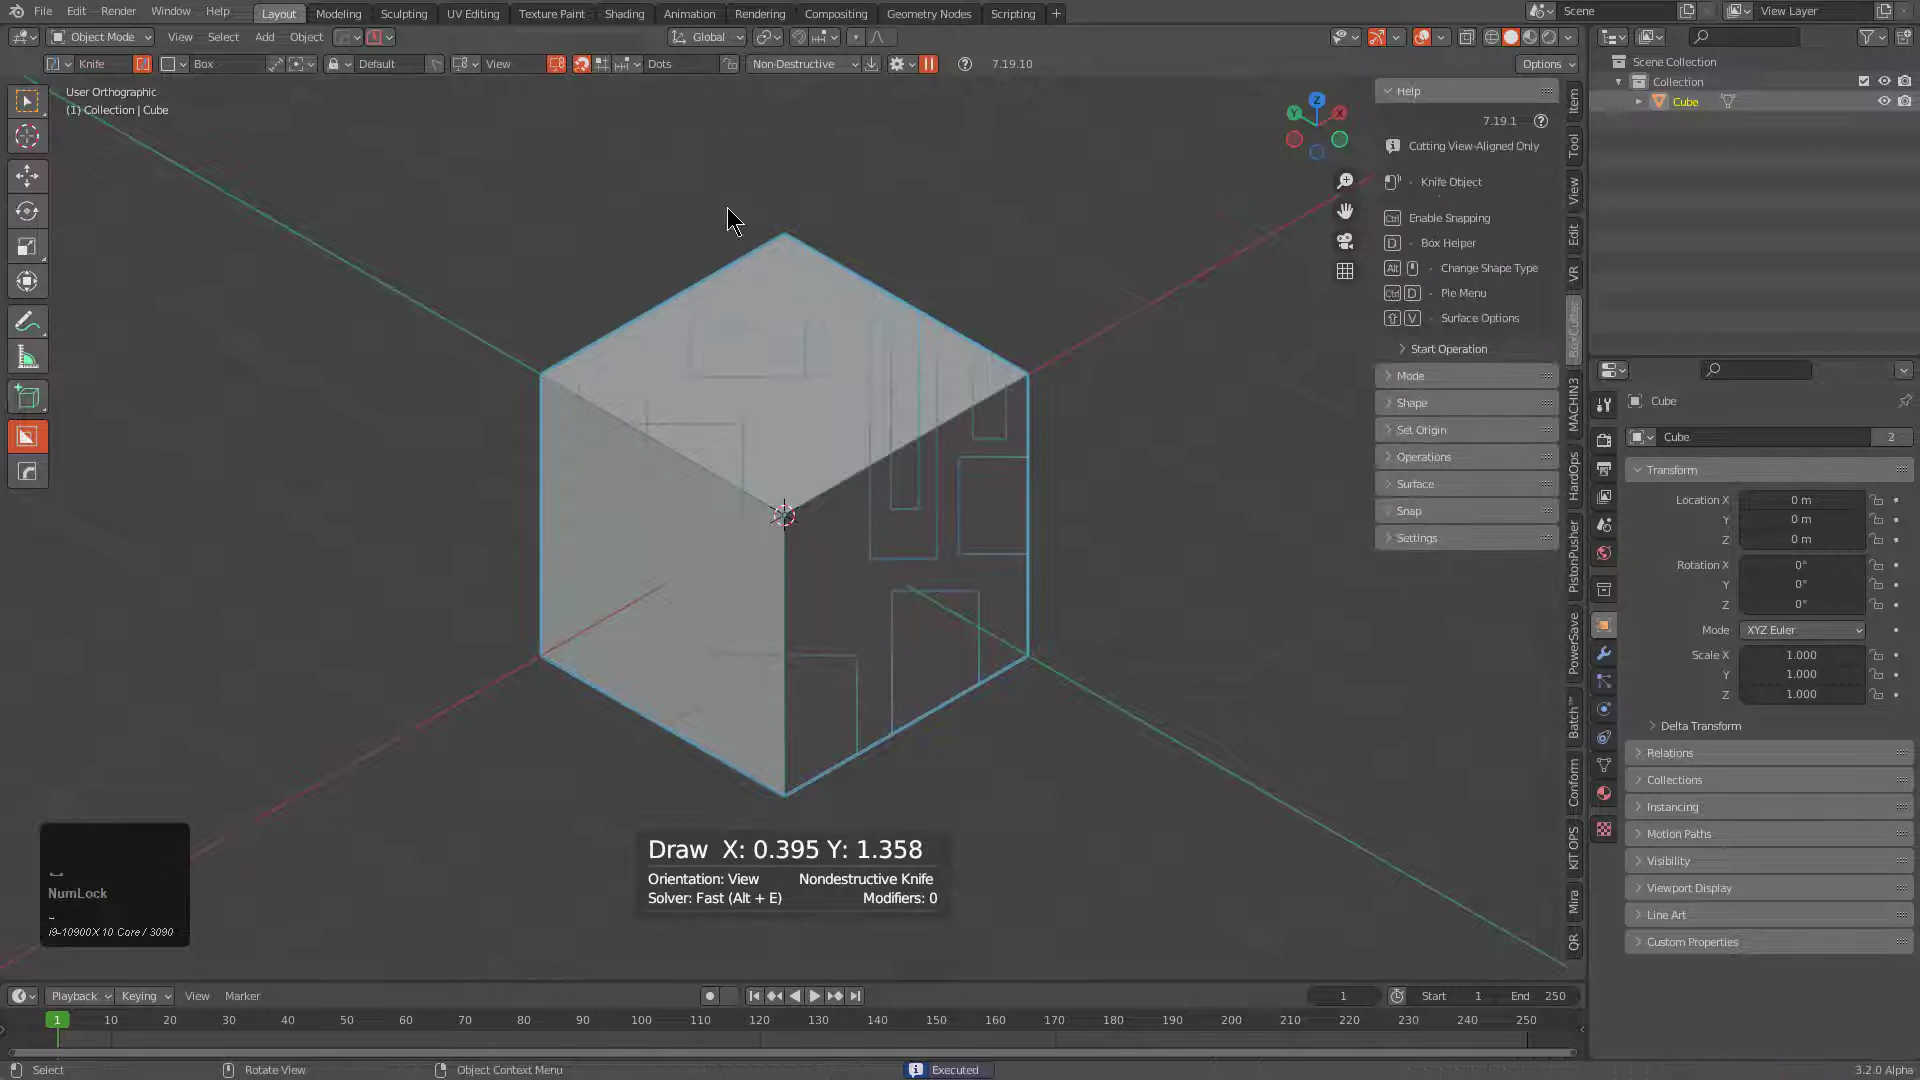 File Edit Render Window Help Layout Modeling Sculpting UV Editing Texture Paint Shading Animation Rendering Compositing Geometry Nodes Scripting + Scene View Layer
Object Mode View Select Add Object Global
Knife Box Default View Dots Non-Destructive 7.19.10 Options
User Orthographic
(1) Collection | Cube
Z
Y
X
Help
7.19.1
Cutting View-Aligned Only
Knife Object
Ctrl Enable Snapping
D Box Helper
Alt Change Shape Type
Ctrl D Pie Menu
V Surface Options
Start Operation
Mode
Shape
Set Origin
Operations
Surface
Snap
Settings
Item
Tool
View
Edit
VR
BoxCutter
MACHIN3
HardOps
PistonPusher
PowerSave
Batch™
Conform
KIT OPS
Mira
QR
Scene Collection
Collection
Cube
Cube
Cube 2
Transform
Location X 0 m
Y 0 m
Z 0 m
Rotation X 0°
Y 0°
Z 0°
Mode XYZ Euler
Scale X 1.000
Y 1.000
Z 1.000
Delta Transform
Relations
Collections
Instancing
Motion Paths
Visibility
Viewport Display
Line Art
Custom Properties
Draw X: 0.395 Y: 1.358
Orientation: View Nondestructive Knife
Solver: Fast (Alt + E) Modifiers: 0
NumLock
i9-10900X 10 Core / 3090
Playback Keying View Marker 1 Start 1 End 250
1 10 20 30 40 50 60 70 80 90 100 110 120 130 140 150 160 170 180 190 200 210 220 230 240 250
Select Rotate View Object Context Menu Executed 3.2.0 Alpha